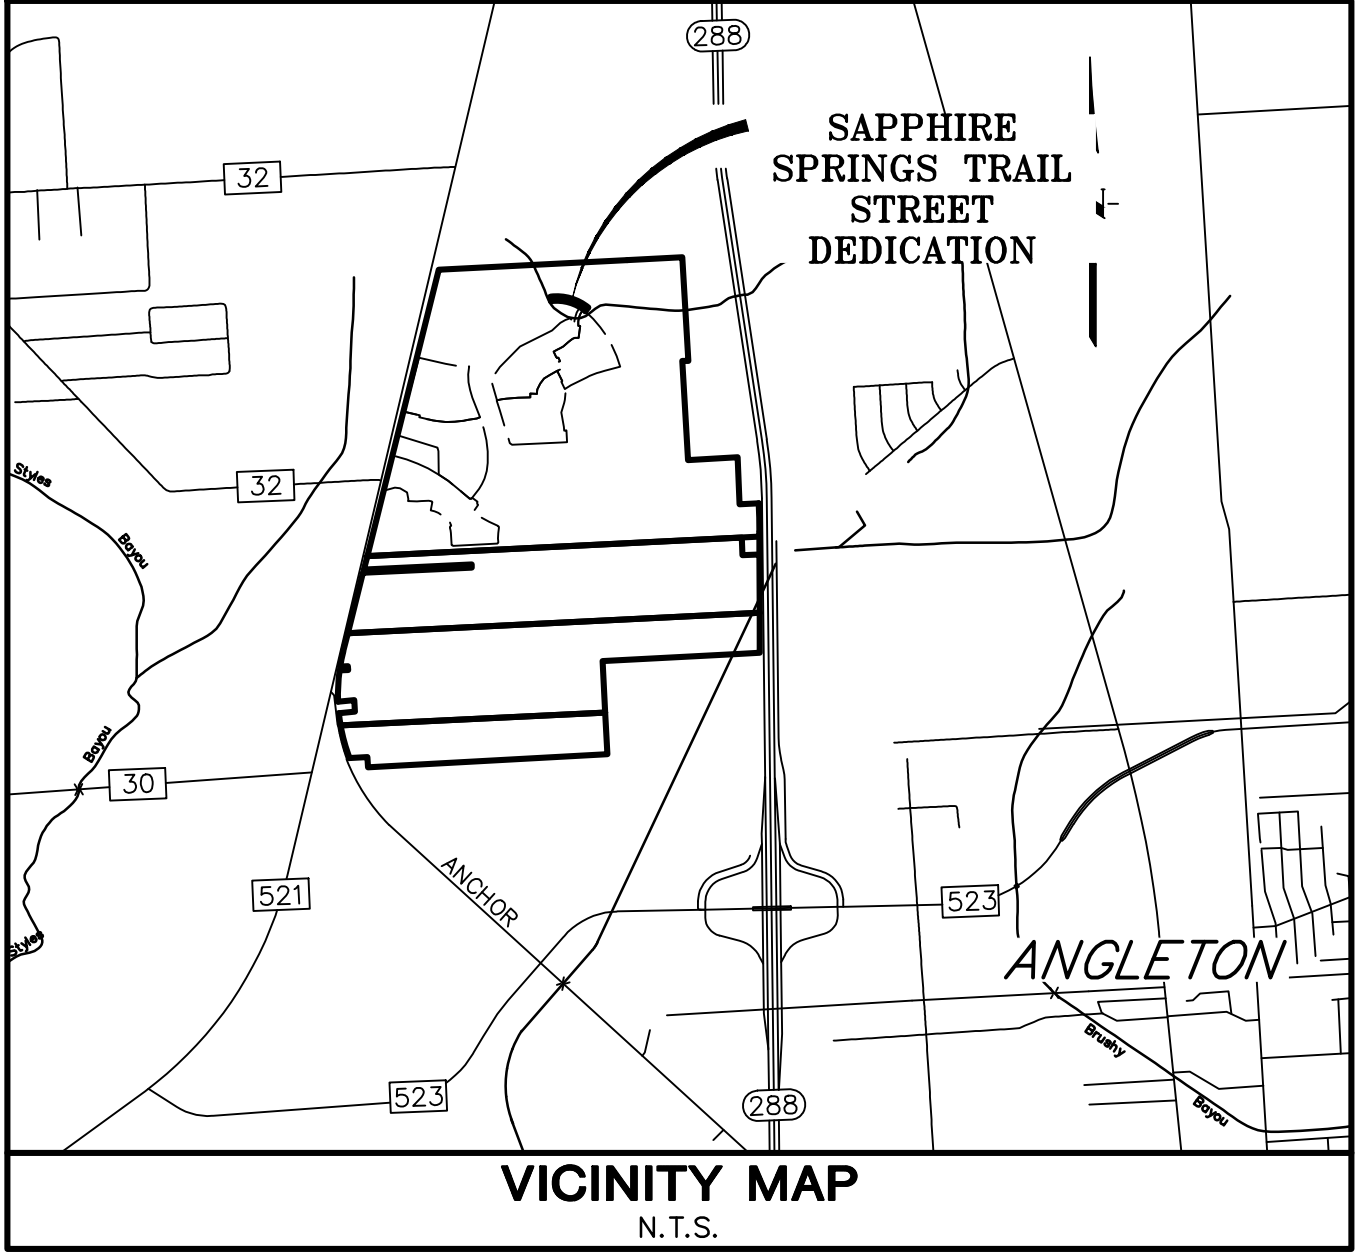 288
SAPPHIRE
SPRINGS TRAIL
STREET
DEDICATION
32
32
Styles
Bayou
Bayou
30
521
ANCHOR
523
Styles
ANGLETON
Brushy
Bayou
523
288
VICINITY MAP
N.T.S.